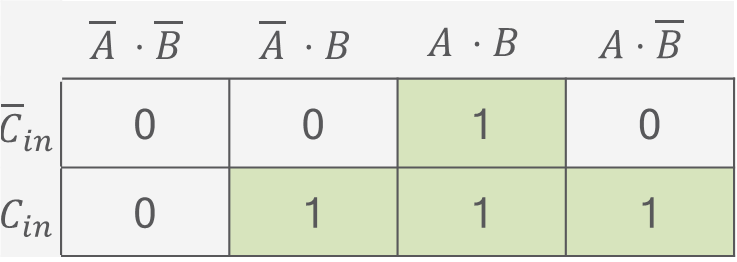 A̅ · B̅ A̅ · B A · B A · B̅
C̅in 0 0 1 0
Cin 0 1 1 1